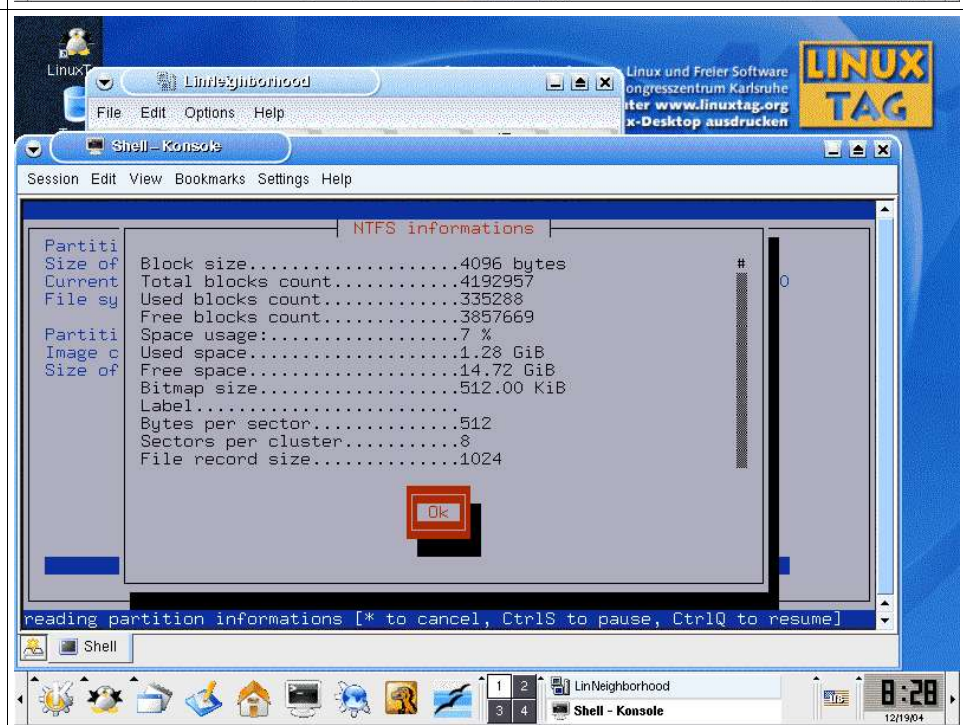 LinuxT
LinNeighborhood
File Edit Options Help
Linux und Freier Software
ongresszentrum Karlsruhe
ter www.linuxtag.org
x-Desktop ausdrucken
LINUX
TAG
Shell – Konsole
Session Edit View Bookmarks Settings Help
NTFS informations
Partiti
Size of
Current
File sy
Partiti
Image c
Size of
0
Block size....................4096 bytes
#
Total blocks count............4192957
Used blocks count.............335288
Free blocks count.............3857669
Space usage:..................7 %
Used space....................1.28 GiB
Free space....................14.72 GiB
Bitmap size...................512.00 KiB
Label.........................
Bytes per sector..............512
Sectors per cluster...........8
File record size..............1024
Ok
reading partition informations [* to cancel, CtrlS to pause, CtrlQ to resume]
Shell
1 2
3 4
LinNeighborhood
Shell - Konsole
8:28
12/19/04